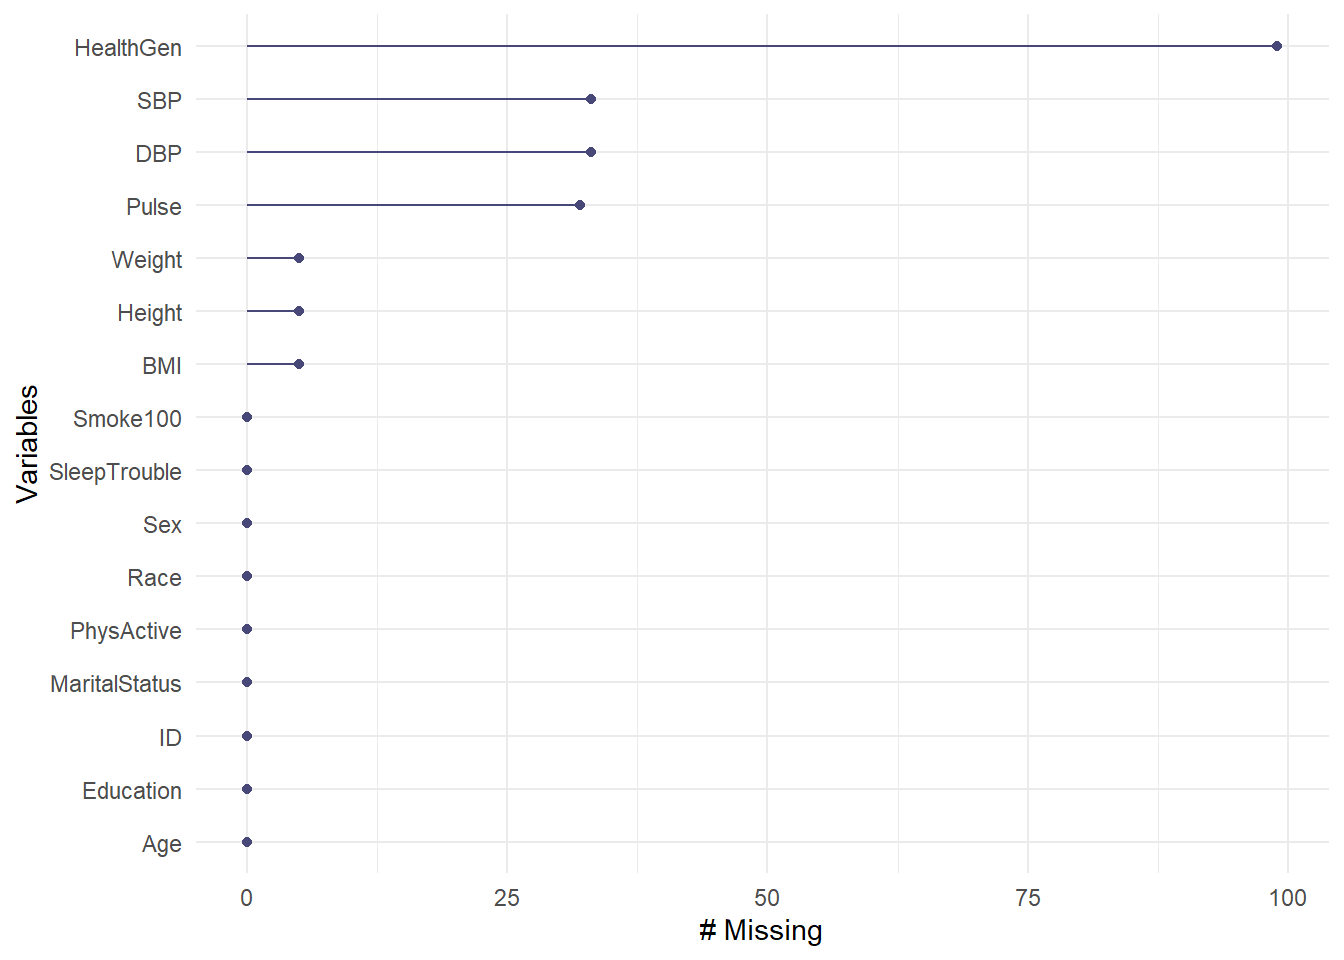 HealthGen
SBP
DBP
Pulse
Weight
Height
BMI
Smoke100
SleepTrouble
Sex
Race
PhysActive
MaritalStatus
ID
Education
Age
Variables
0 25 50 75 100
# Missing